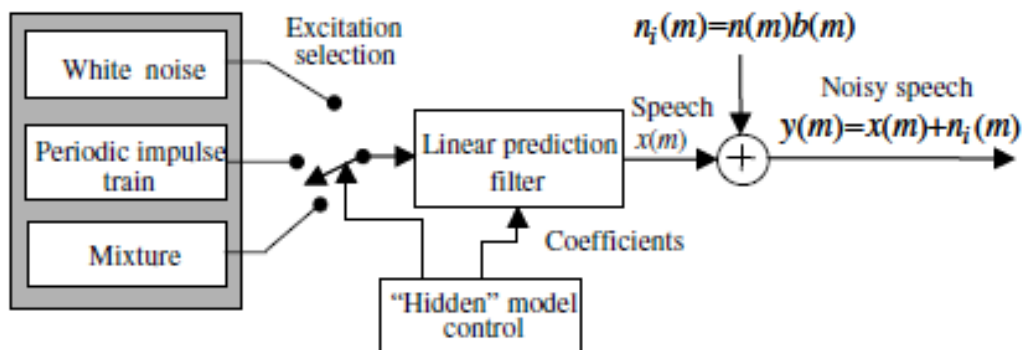 Excitation
selection
White noise
Periodic impulse
train
Mixture
Linear prediction
filter
Coefficients
“Hidden” model
control
Speech
x(m)
n_i(m)=n(m)b(m)
Noisy speech
y(m)=x(m)+n_i(m)
+